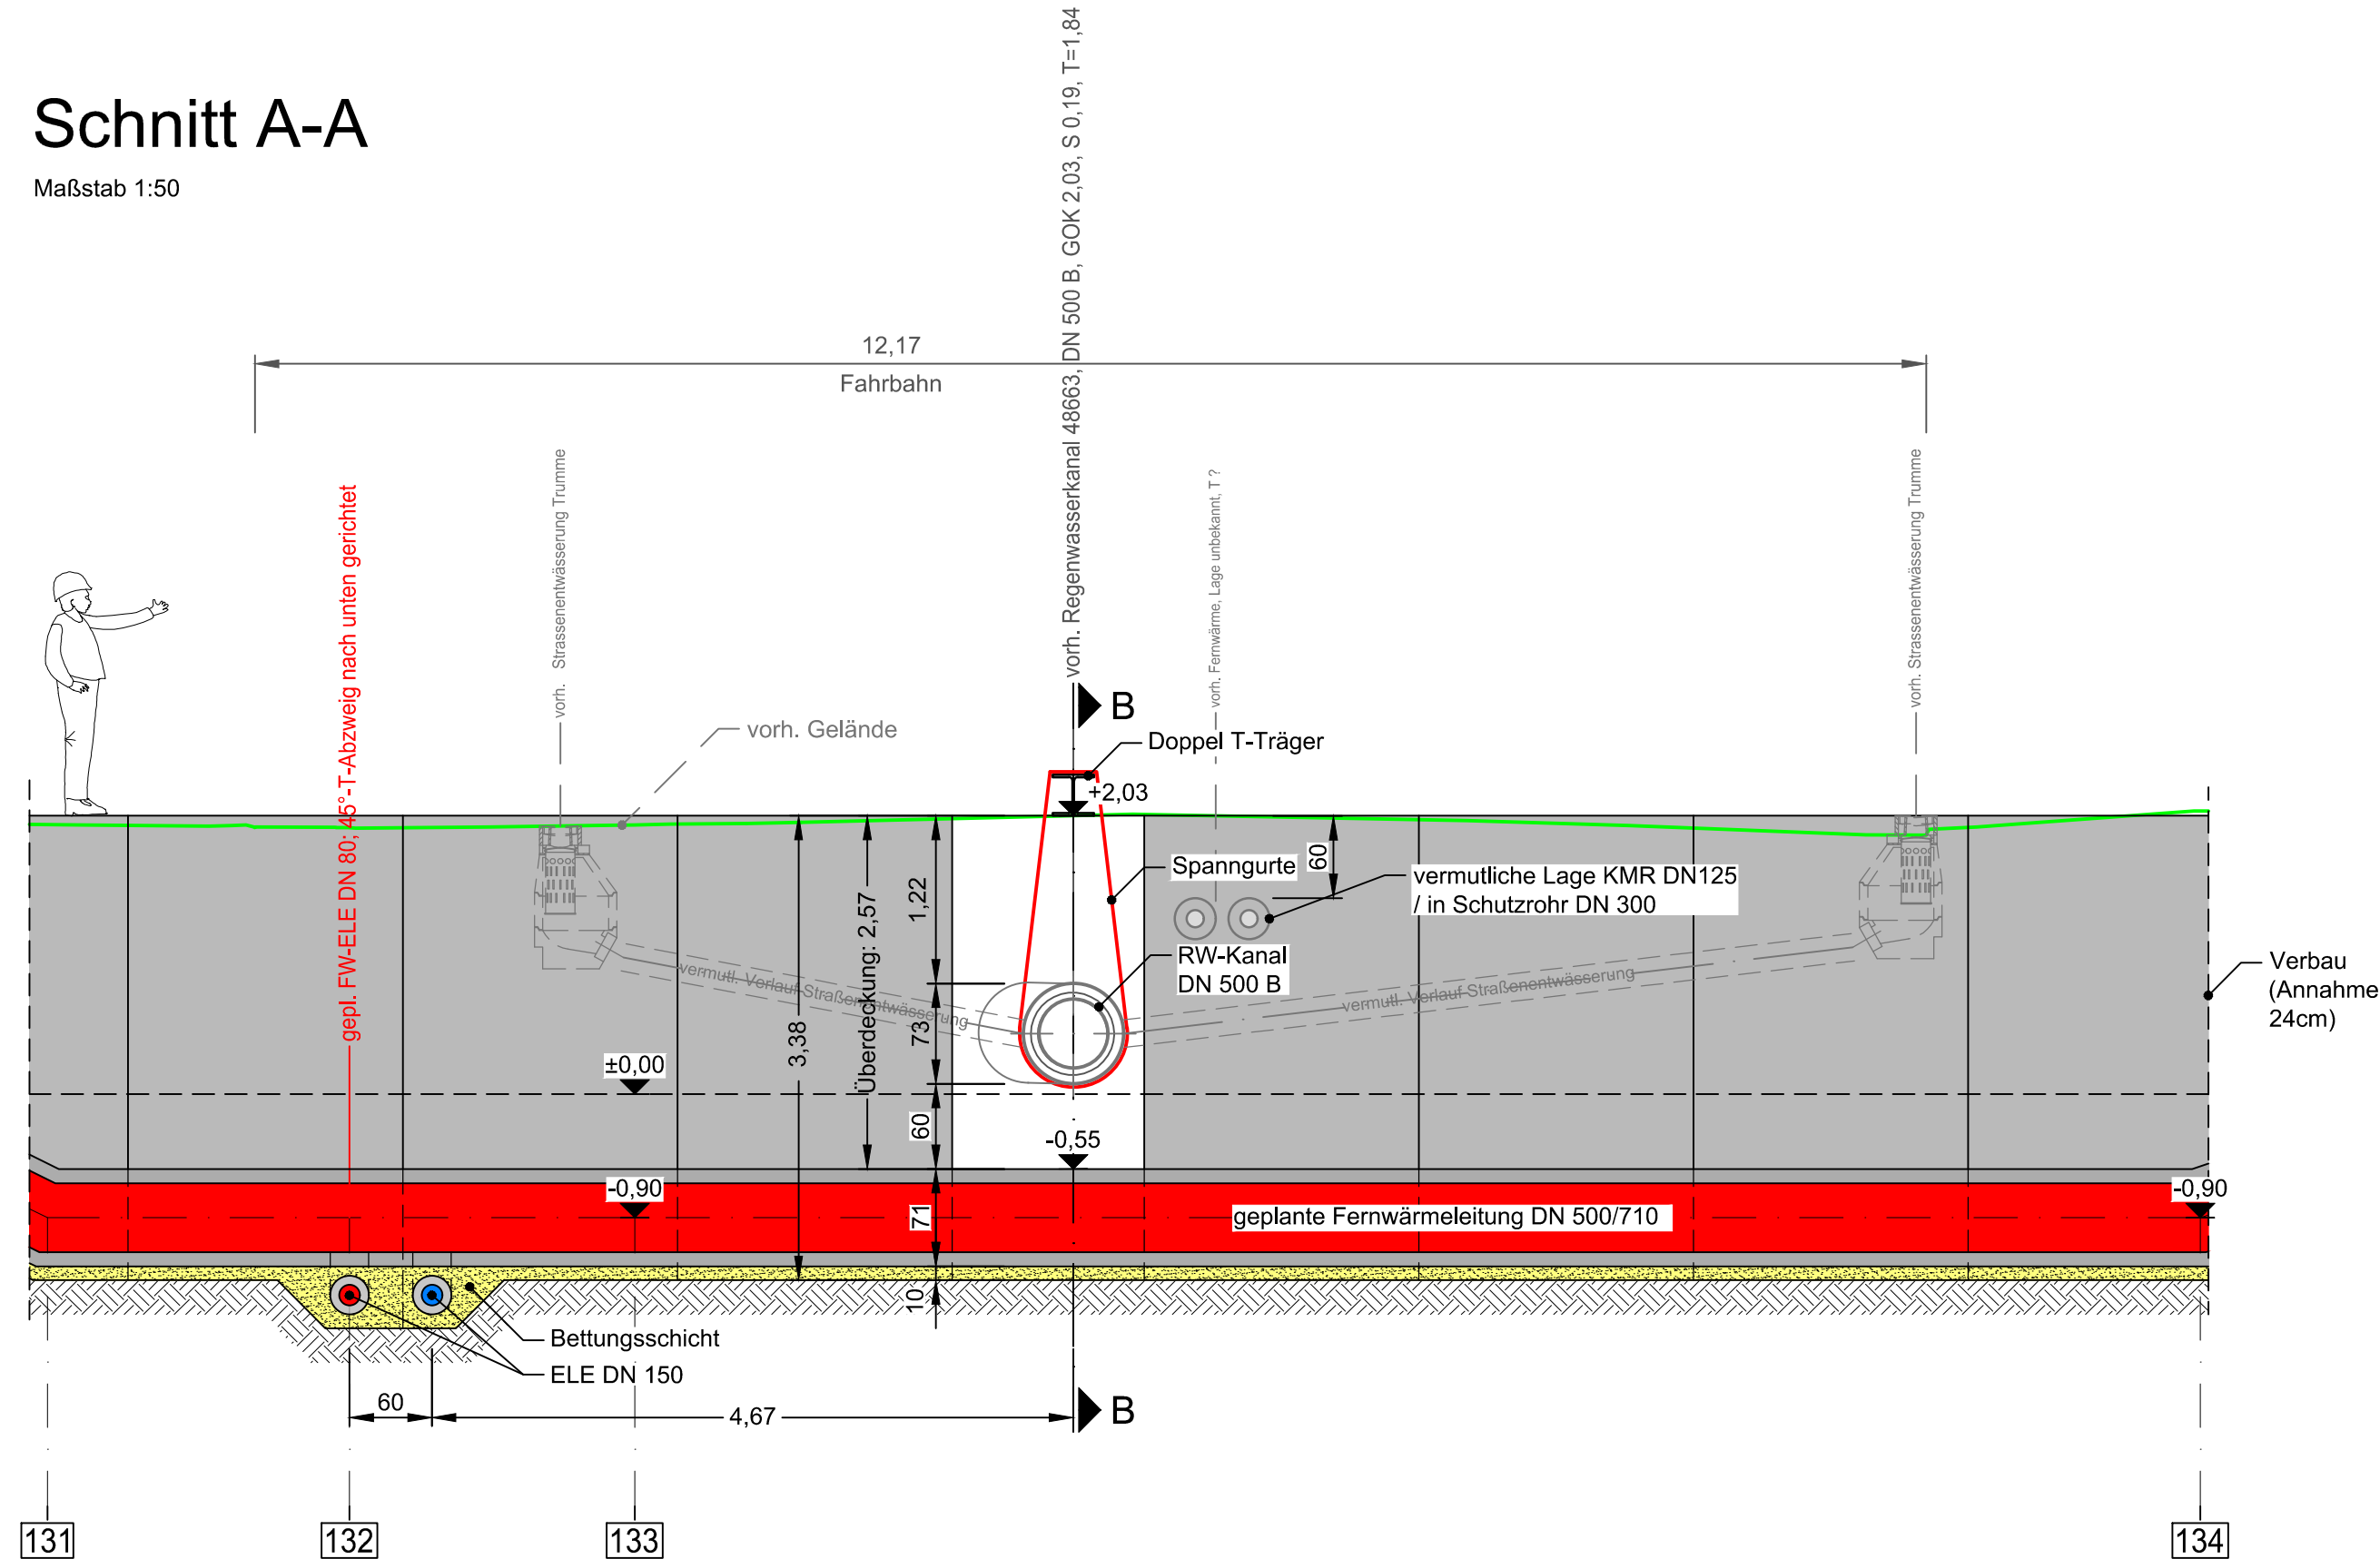 Schnitt A-A
Maßstab 1:50
vorh. Regenwasserkanal 48663, DN 500 B, GOK 2,03, S 0,19, T=1,84
12,17
Fahrbahn
gepl. FW-ELE DN 80; 45°-T-Abzweig nach unten gerichtet
vorh. Strassenentwässerung Trumme
vorh. Fernwärme, Lage unbekannt, T ?
vorh. Strassenentwässerung Trumme
vorh. Gelände
B
Doppel T-Träger
+2,03
Spanngurte
60
vermutliche Lage KMR DN125
/ in Schutzrohr DN 300
1,22
Überdeckung: 2,57
3,38
73
RW-Kanal
DN 500 B
vermutl. Verlauf Straßenentwässerung
vermutl. Verlauf Straßenentwässerung
Verbau
(Annahme
24cm)
±0,00
60
-0,55
-0,90
71
geplante Fernwärmeleitung DN 500/710
-0,90
10
Bettungsschicht
ELE DN 150
60
4,67
B
131
132
133
134